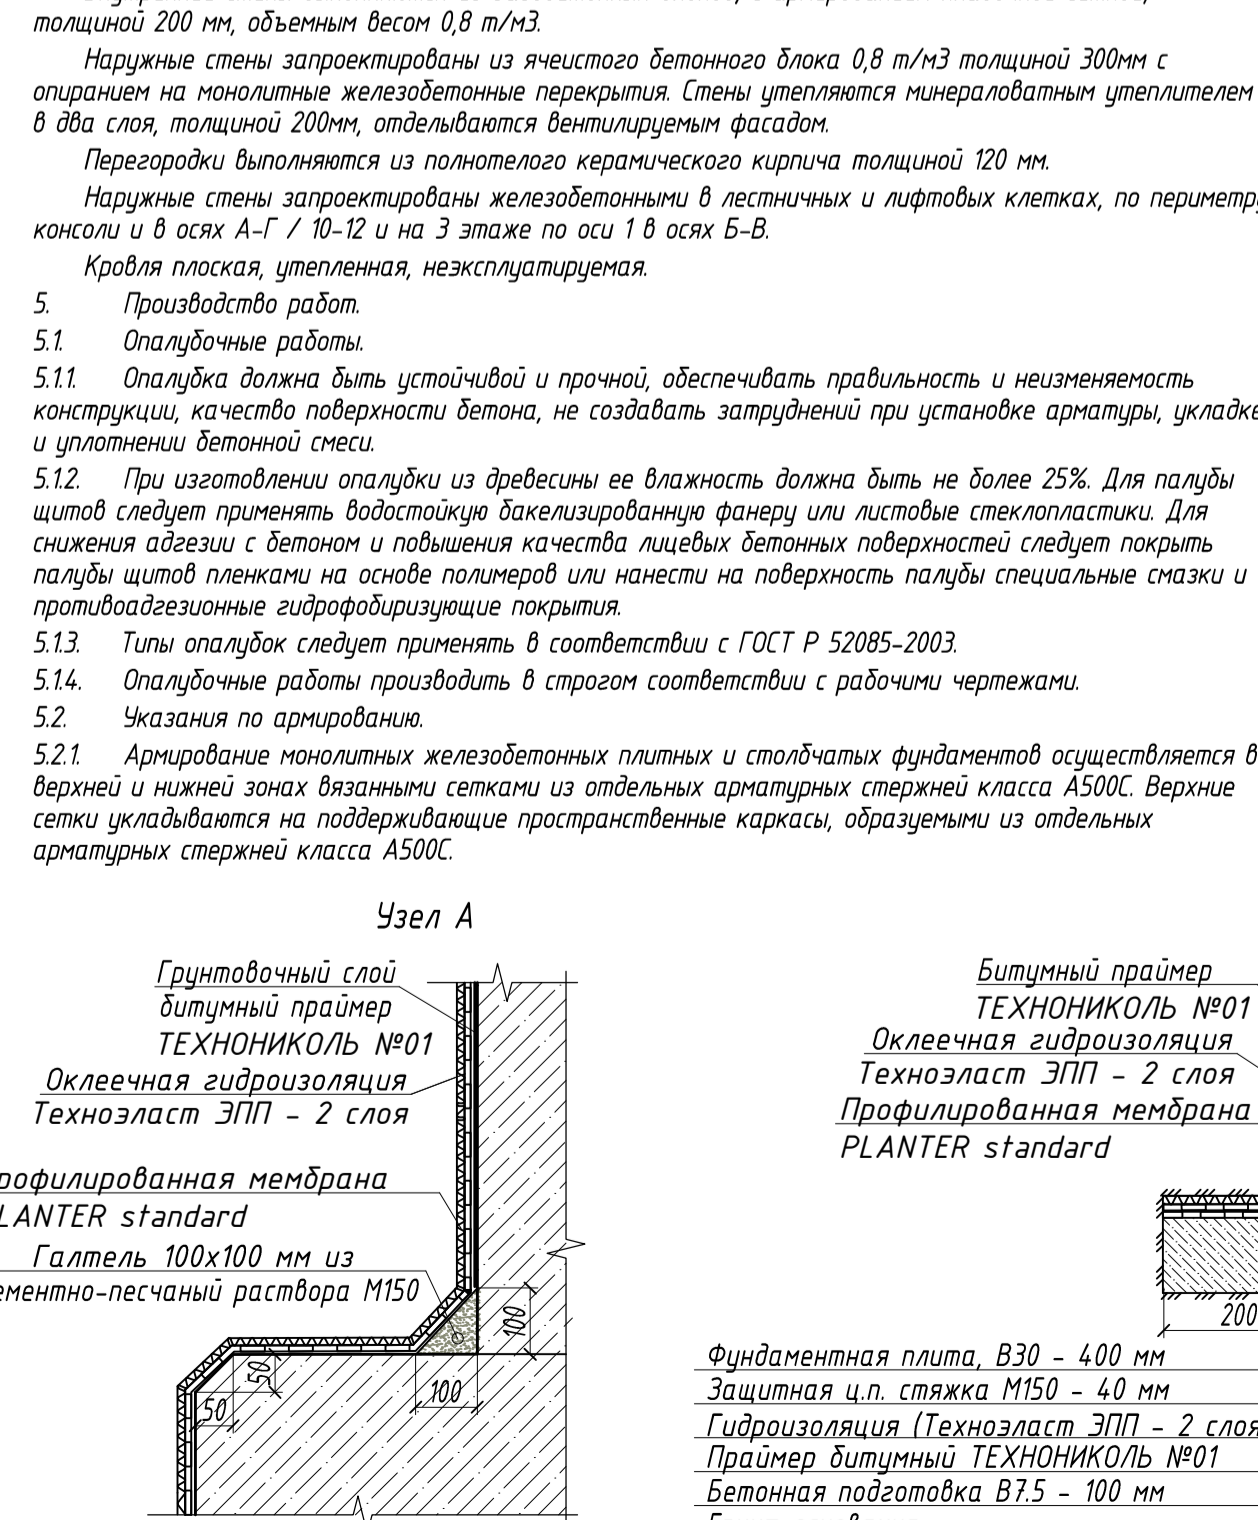 толщиной 200 мм, объемным весом 0,8 т/м3.
Наружные стены запроектированы из ячеистого бетонного блока 0,8 т/м3 толщиной 300мм с
опиранием на монолитные железобетонные перекрытия. Стены утепляются минераловатным утеплителем
в два слоя, толщиной 200мм, отделываются вентилируемым фасадом.
Перегородки выполняются из полнотелого керамического кирпича толщиной 120 мм.
Наружные стены запроектированы железобетонными в лестничных и лифтовых клетках, по периметру
консоли и в осях А-Г / 10-12 и на 3 этаже по оси 1 в осях Б-В.
Кровля плоская, утепленная, неэксплуатируемая.
5. Производство работ.
5.1. Опалубочные работы.
5.1.1. Опалубка должна быть устойчивой и прочной, обеспечивать правильность и неизменяемость
конструкции, качество поверхности бетона, не создавать затруднений при установке арматуры, укладке
и уплотнении бетонной смеси.
5.1.2. При изготовлении опалубки из древесины ее влажность должна быть не более 25%. Для палубы
щитов следует применять водостойкую бакелизированную фанеру или листовые стеклопластики. Для
снижения адгезии с бетоном и повышения качества лицевых бетонных поверхностей следует покрыть
палубы щитов пленками на основе полимеров или нанести на поверхность палубы специальные смазки и
противоадгезионные гидрофобиризующие покрытия.
5.1.3. Типы опалубок следует применять в соответствии с ГОСТ Р 52085-2003.
5.1.4. Опалубочные работы производить в строгом соответствии с рабочими чертежами.
5.2. Указания по армированию.
5.2.1. Армирование монолитных железобетонных плитных и столбчатых фундаментов осуществляется в
верхней и нижней зонах вязанными сетками из отдельных арматурных стержней класса А500С. Верхние
сетки укладываются на поддерживающие пространственные каркасы, образуемыми из отдельных
арматурных стержней класса А500С.
Узел А
Грунтовочный слой
битумный праймер
ТЕХНОНИКОЛЬ №01
Оклеечная гидроизоляция
Техноэласт ЭПП - 2 слоя
рофилированная мембрана
LANTER standard
Галтель 100х100 мм из
ементно-песчаный раствора М150
100
100
50
50
Битумный праймер
ТЕХНОНИКОЛЬ №01
Оклеечная гидроизоляция
Техноэласт ЭПП - 2 слоя
Профилированная мембрана
PLANTER standard
200
Фундаментная плита, В30 - 400 мм
Защитная ц.п. стяжка М150 - 40 мм
Гидроизоляция (Техноэласт ЭПП - 2 слоя
Праймер битумный ТЕХНОНИКОЛЬ №01
Бетонная подготовка В7.5 - 100 мм